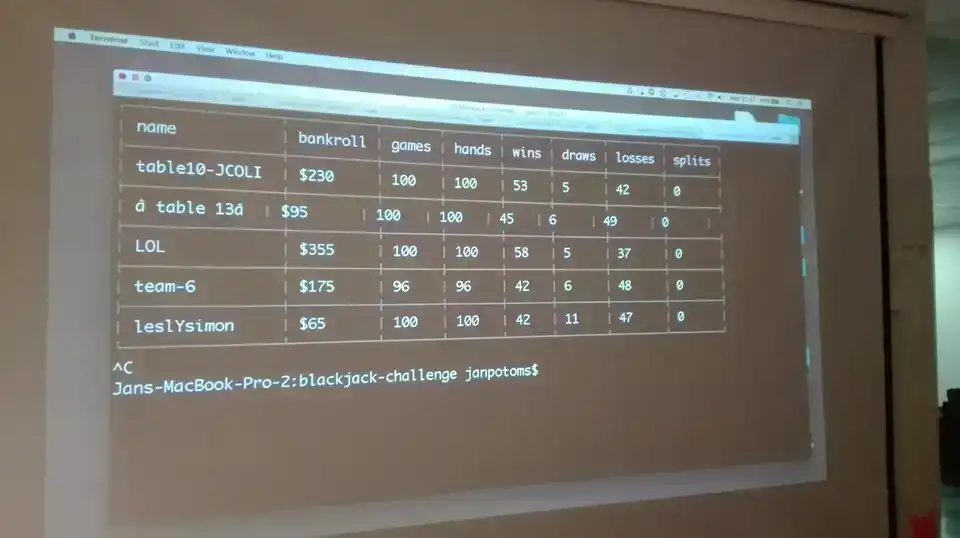 Terminal Shell Edit View Window Help
name bankroll games hands wins draws losses splits
table10-JCOLI $230 100 100 53 5 42 0
â table 13â $95 100 100 45 6 49 0
LOL $355 100 100 58 5 37 0
team-6 $175 96 96 42 6 48 0
leslYsimon $65 100 100 42 11 47 0
^C
Jans-MacBook-Pro-2:blackjack-challenge janpotoms$